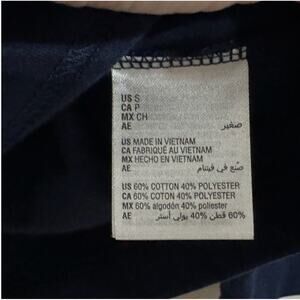 US S
CA P
MX CH
AE صغير
US MADE IN VIETNAM
CA FABRIQUÉ AU VIETNAM
MX HECHO EN VIETNAM
AE صنع في فيتنام
US 60% COTTON 40% POLYESTER
CA 60% COTON 40% POLYESTER
MX 60% algodón 40% poliester
AE 60% قطن 40% بولي أستر